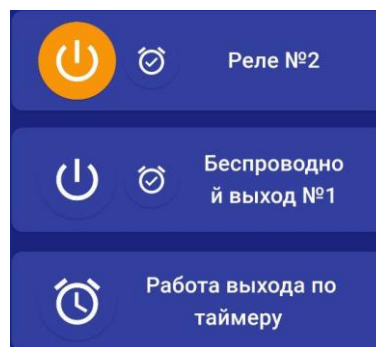 Реле №2
Беспроводно
й выход №1
Работа выхода по
таймеру